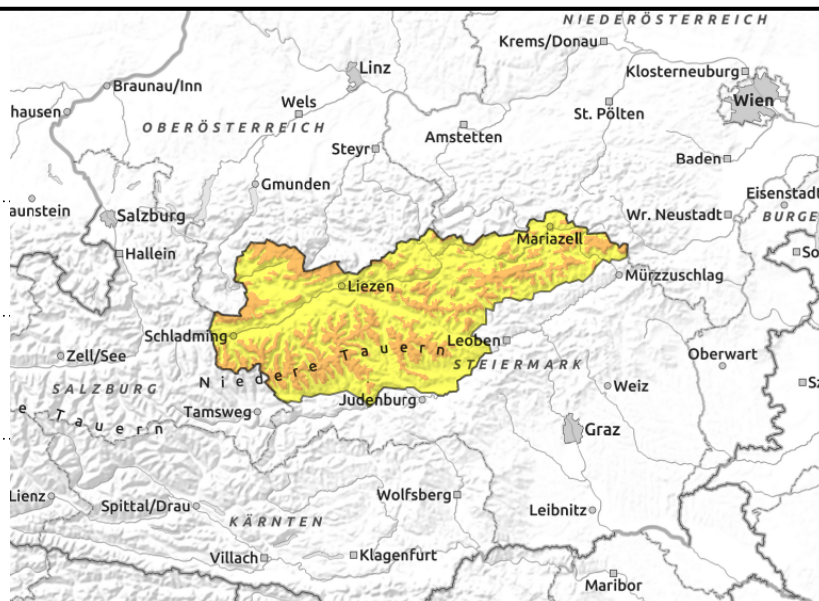 NIEDERÖSTERREICH
Krems/Donau
Linz
Klosterneuburg
Braunau/Inn
Wien
hausen
Wels
St. Pölten
OBERÖSTERREICH
Amstetten
Steyr
Baden
Gmunden
Eisenstadt
aunstein
Salzburg
Wr. Neustadt
BURGE
Mariazell
Hallein
So
Mürzzuschlag
Liezen
Schladming
Leoben
Zell/See
Niedere Tauern
Oberwart
STEIERMARK
SALZBURG
Weiz
Sz
Judenburg
Tamsweg
e Tauern
Graz
Lienz
Wolfsberg
Spittal/Drau
Leibnitz
KÄRNTEN
Villach
Klagenfurt
Maribor